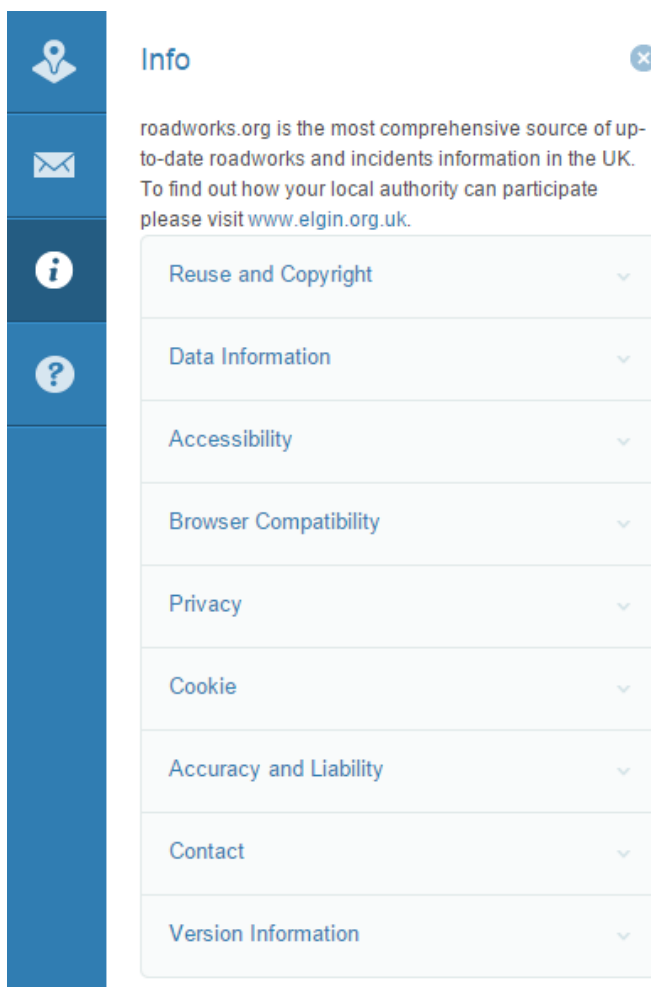 Info
roadworks.org is the most comprehensive source of up-
to-date roadworks and incidents information in the UK.
To find out how your local authority can participate
please visit www.elgin.org.uk.
Reuse and Copyright
Data Information
Accessibility
Browser Compatibility
Privacy
Cookie
Accuracy and Liability
Contact
Version Information